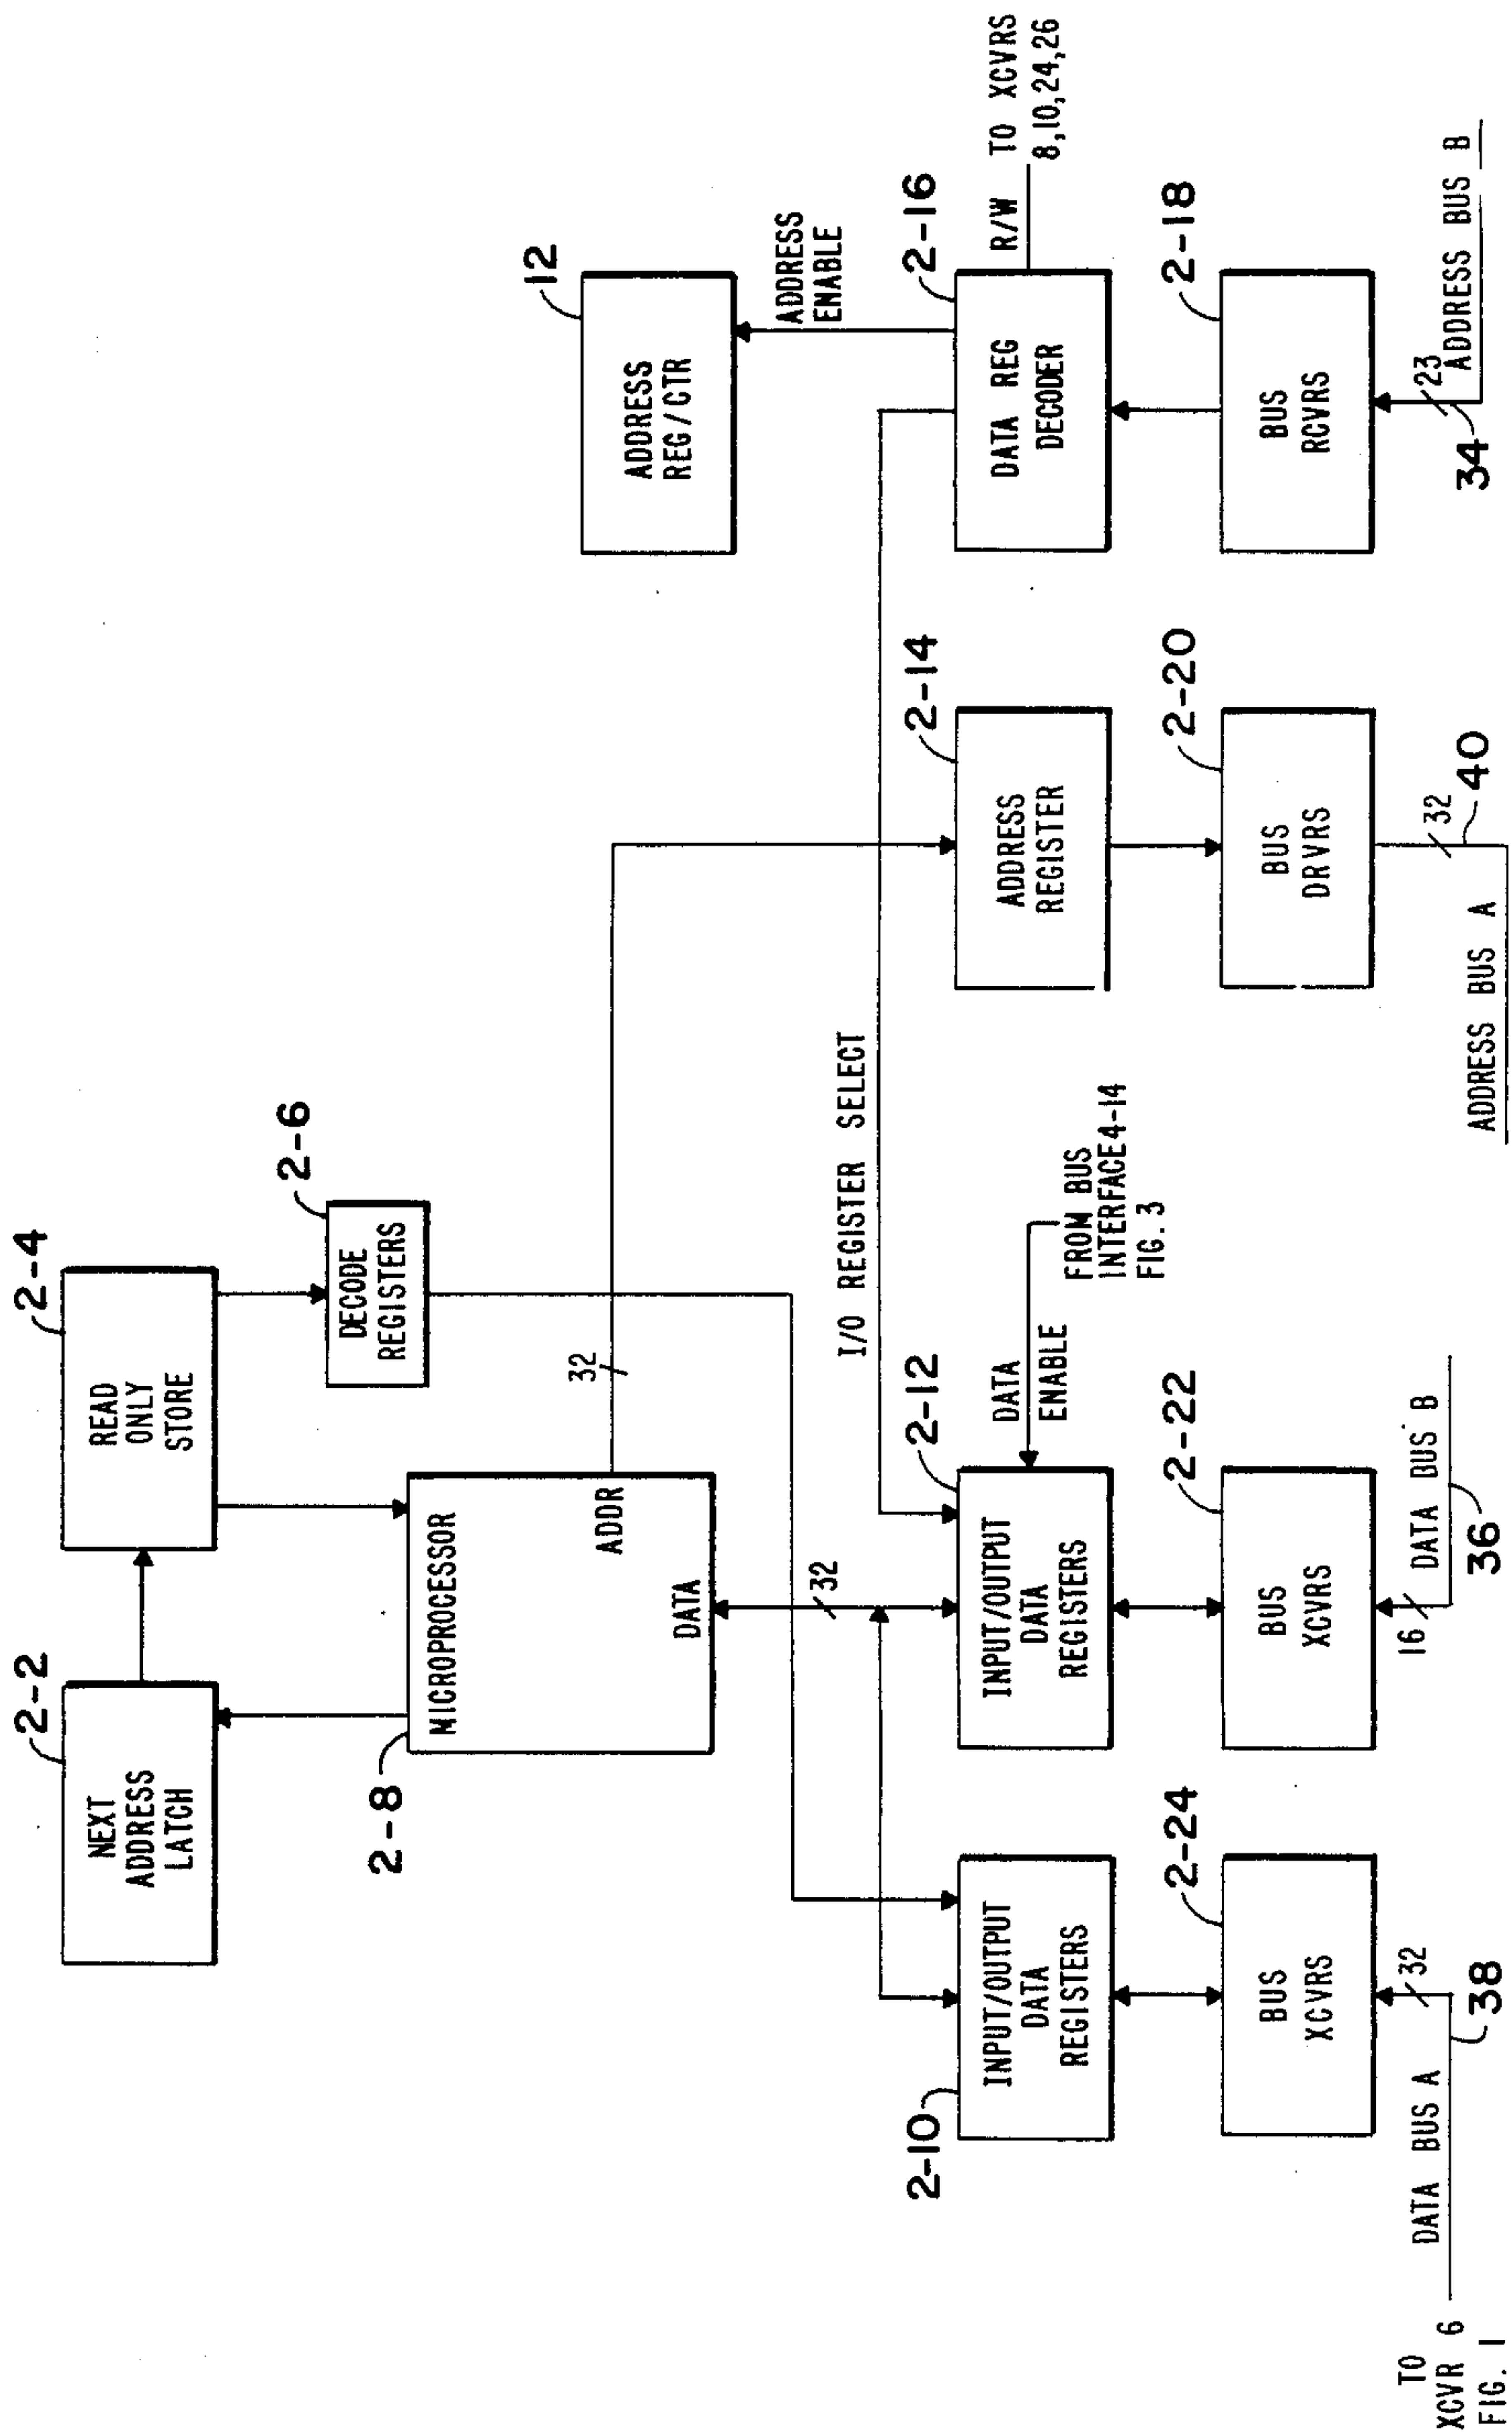 2-2
NEXT
ADDRESS
LATCH
2-4
READ
ONLY
STORE
2-6
DECODE
REGISTERS
2-8
MICROPROCESSOR
ADDR
DATA
32
32
12
ADDRESS
REG/CTR
ADDRESS
ENABLE
I/O REGISTER SELECT
2-10
INPUT/OUTPUT
DATA
REGISTERS
2-12
INPUT/OUTPUT
DATA
REGISTERS
DATA
ENABLE
FROM BUS
INTERFACE 4-14
FIG. 3
2-14
ADDRESS
REGISTER
2-16
DATA REG
DECODER
R/W TO XCVRS
8,10,24,26
2-24
BUS
XCVRS
2-22
BUS
XCVRS
2-20
BUS
DRVRS
2-18
BUS
RCVRS
TO
XCVR 6
FIG. 1
DATA BUS A
32
38
16
DATA BUS B
36
ADDRESS BUS A
32
40
23
34
ADDRESS BUS B